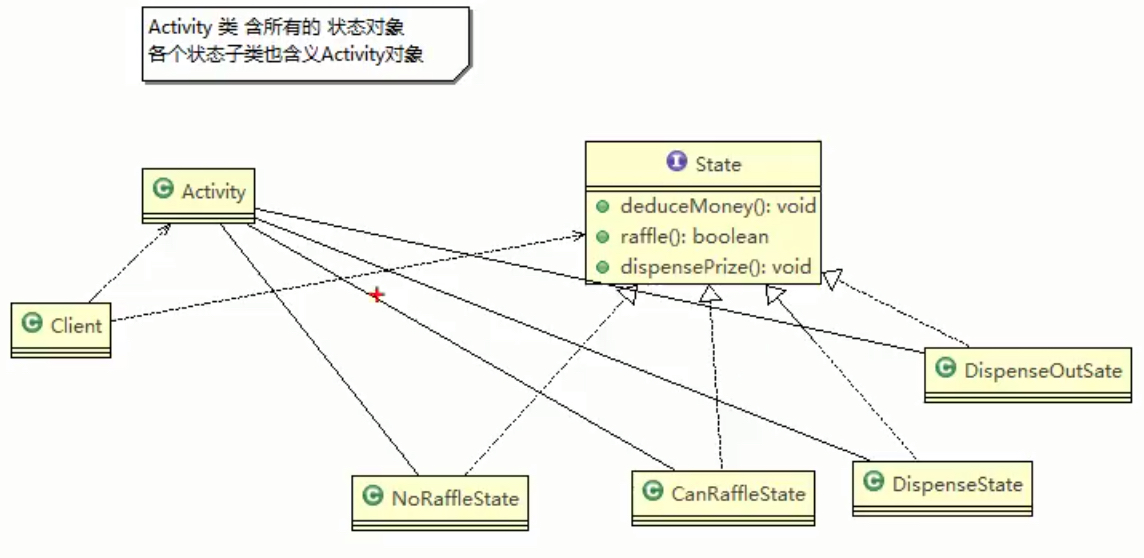 Activity 类 含所有的 状态对象
各个状态子类也含义Activity对象
I State
C Activity
deduceMoney(): void
raffle(): boolean
dispensePrize(): void
C Client
C DispenseOutSate
C NoRaffleState
C CanRaffleState
C DispenseState